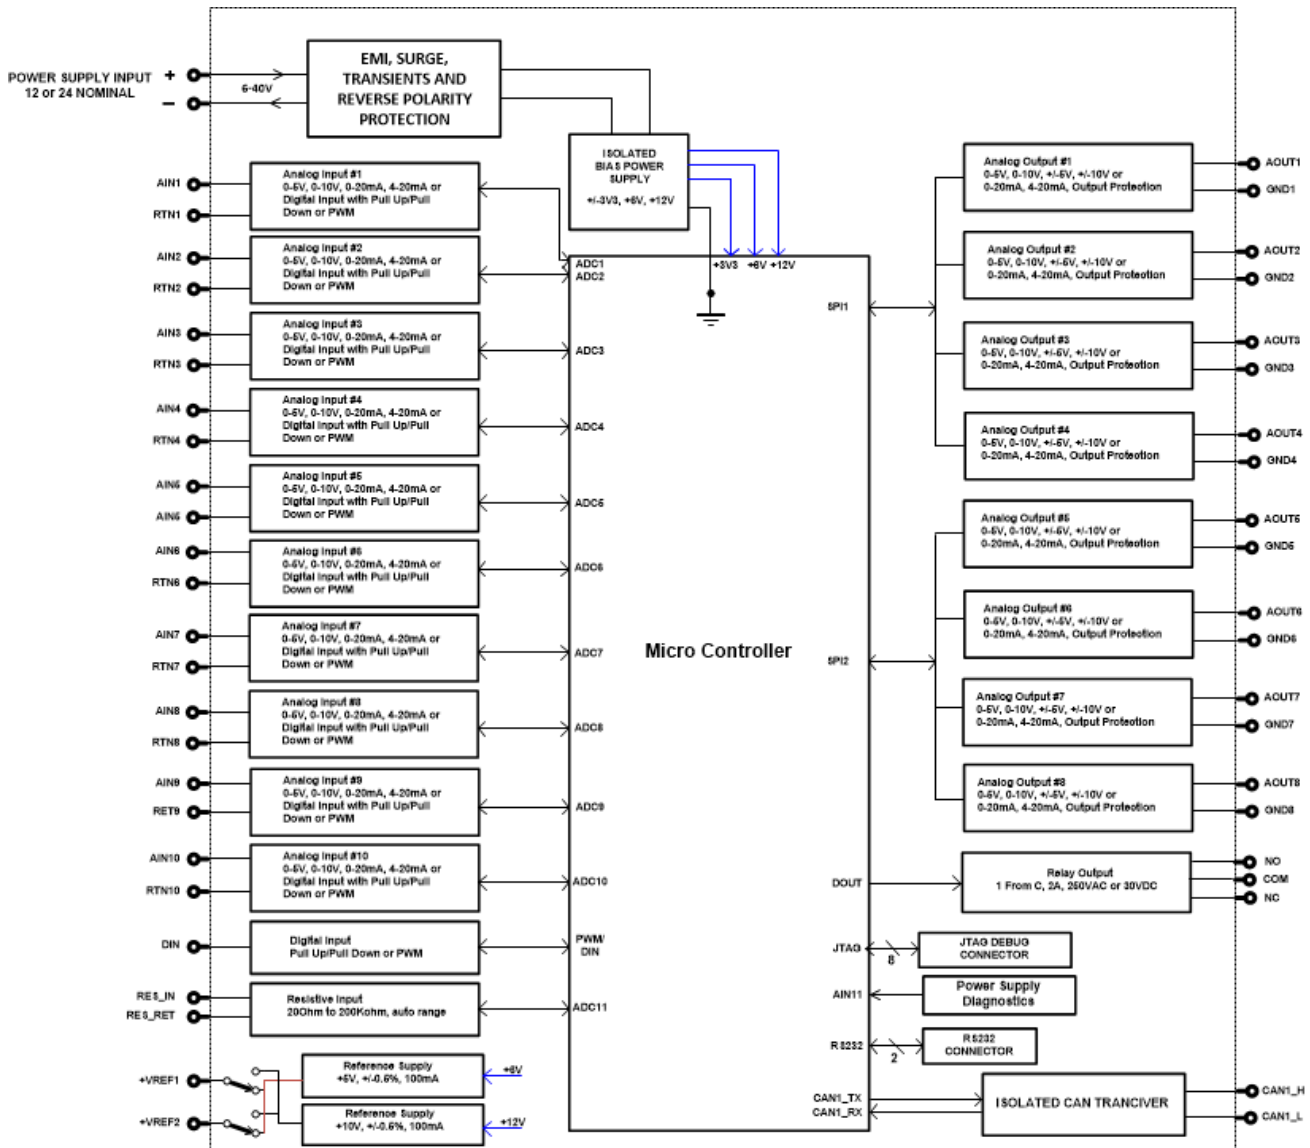 POWER SUPPLY INPUT
12 or 24 NOMINAL
+
−
6-40V
EMI, SURGE,
TRANSIENTS AND
REVERSE POLARITY
PROTECTION
ISOLATED
BIAS POWER
SUPPLY
+/-3V3, +6V, +12V
AIN1
RTN1
Analog Input #1
0-5V, 0-10V, 0-20mA, 4-20mA or
Digital Input with Pull Up/Pull
Down or PWM
AIN2
RTN2
Analog Input #2
0-5V, 0-10V, 0-20mA, 4-20mA or
Digital Input with Pull Up/Pull
Down or PWM
AIN3
RTN3
Analog Input #3
0-5V, 0-10V, 0-20mA, 4-20mA or
Digital Input with Pull Up/Pull
Down or PWM
AIN4
RTN4
Analog Input #4
0-5V, 0-10V, 0-20mA, 4-20mA or
Digital Input with Pull Up/Pull
Down or PWM
AIN5
AIN5
Analog Input #5
0-5V, 0-10V, 0-20mA, 4-20mA or
Digital Input with Pull Up/Pull
Down or PWM
AIN6
RTN6
Analog Input #6
0-5V, 0-10V, 0-20mA, 4-20mA or
Digital Input with Pull Up/Pull
Down or PWM
AIN7
RTN7
Analog Input #7
0-5V, 0-10V, 0-20mA, 4-20mA or
Digital Input with Pull Up/Pull
Down or PWM
AIN8
RTN8
Analog Input #8
0-5V, 0-10V, 0-20mA, 4-20mA or
Digital Input with Pull Up/Pull
Down or PWM
AIN9
RET9
Analog Input #9
0-5V, 0-10V, 0-20mA, 4-20mA or
Digital Input with Pull Up/Pull
Down or PWM
AIN10
RTN10
Analog Input #10
0-5V, 0-10V, 0-20mA, 4-20mA or
Digital Input with Pull Up/Pull
Down or PWM
DIN
Digital Input
Pull Up/Pull Down or PWM
RES_IN
RES_RET
Resistive Input
20Ohm to 200Kohm, auto range
+VREF1
+VREF2
Reference Supply
+5V, +/-0.5%, 100mA
+6V
Reference Supply
+10V, +/-0.5%, 100mA
+12V
+3V3 +6V +12V
ADC1
ADC2
ADC3
ADC4
ADC5
ADC6
ADC7
ADC8
ADC9
ADC10
PWM/
DIN
ADC11
Micro Controller
SPI1
SPI2
DOUT
JTAG
AIN11
RS232
CAN1_TX
CAN1_RX
Analog Output #1
0-5V, 0-10V, +/-5V, +/-10V or
0-20mA, 4-20mA, Output Protection
AOUT1
GND1
Analog Output #2
0-5V, 0-10V, +/-5V, +/-10V or
0-20mA, 4-20mA, Output Protection
AOUT2
GND2
Analog Output #3
0-5V, 0-10V, +/-5V, +/-10V or
0-20mA, 4-20mA, Output Protection
AOUT3
GND3
Analog Output #4
0-5V, 0-10V, +/-5V, +/-10V or
0-20mA, 4-20mA, Output Protection
AOUT4
GND4
Analog Output #5
0-5V, 0-10V, +/-5V, +/-10V or
0-20mA, 4-20mA, Output Protection
AOUT5
GND5
Analog Output #6
0-5V, 0-10V, +/-5V, +/-10V or
0-20mA, 4-20mA, Output Protection
AOUT6
GND6
Analog Output #7
0-5V, 0-10V, +/-5V, +/-10V or
0-20mA, 4-20mA, Output Protection
AOUT7
GND7
Analog Output #8
0-5V, 0-10V, +/-5V, +/-10V or
0-20mA, 4-20mA, Output Protection
AOUT8
GND8
Relay Output
1 From C, 2A, 250VAC or 30VDC
NO
COM
NC
8
JTAG DEBUG
CONNECTOR
Power Supply
Diagnostics
2
RS232
CONNECTOR
ISOLATED CAN TRANCIVER
CAN1_H
CAN1_L